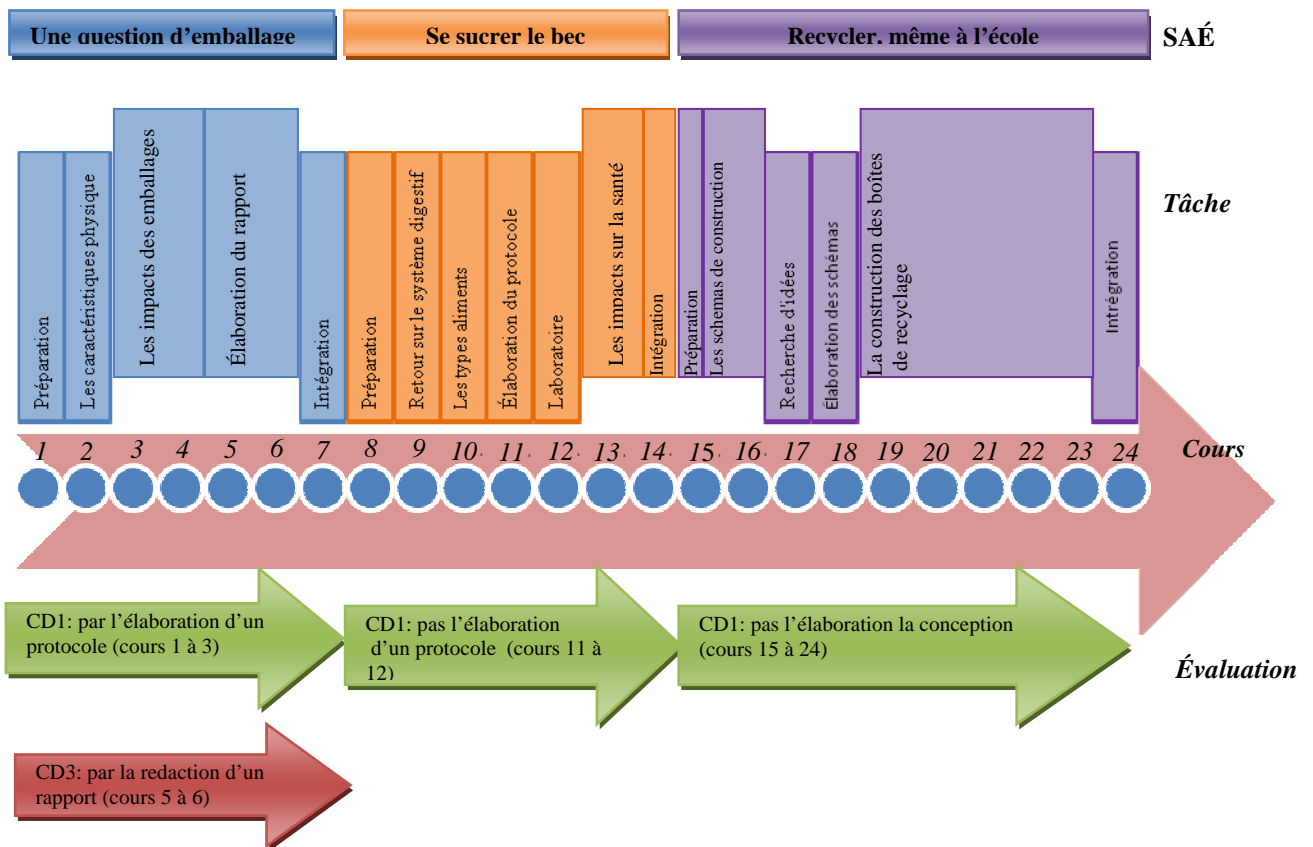 Une question d’emballage
Se sucrer le bec
Recycler, même à l’école
SAÉ
Préparation
Les caractéristiques physique
Les impacts des emballages
Élaboration du rapport
Intégration
Préparation
Retour sur le système digestif
Les types aliments
Élaboration du protocole
Laboratoire
Les impacts sur la santé
Intégration
Préparation
Les schemas de construction
Recherche d'idées
Élaboration des schémas
La construction des boîtes
de recyclage
Intrégration
Tâche
1 2 3 4 5 6 7 8 9 10 11 12 13 14 15 16 17 18 19 20 21 22 23 24
Cours
CD1: par l’élaboration d’un
protocole (cours 1 à 3)
CD1: pas l’élaboration
d’un protocole (cours 11 à
12)
CD1: pas l’élaboration la conception
(cours 15 à 24)
Évaluation
CD3: par la redaction d’un
rapport (cours 5 à 6)